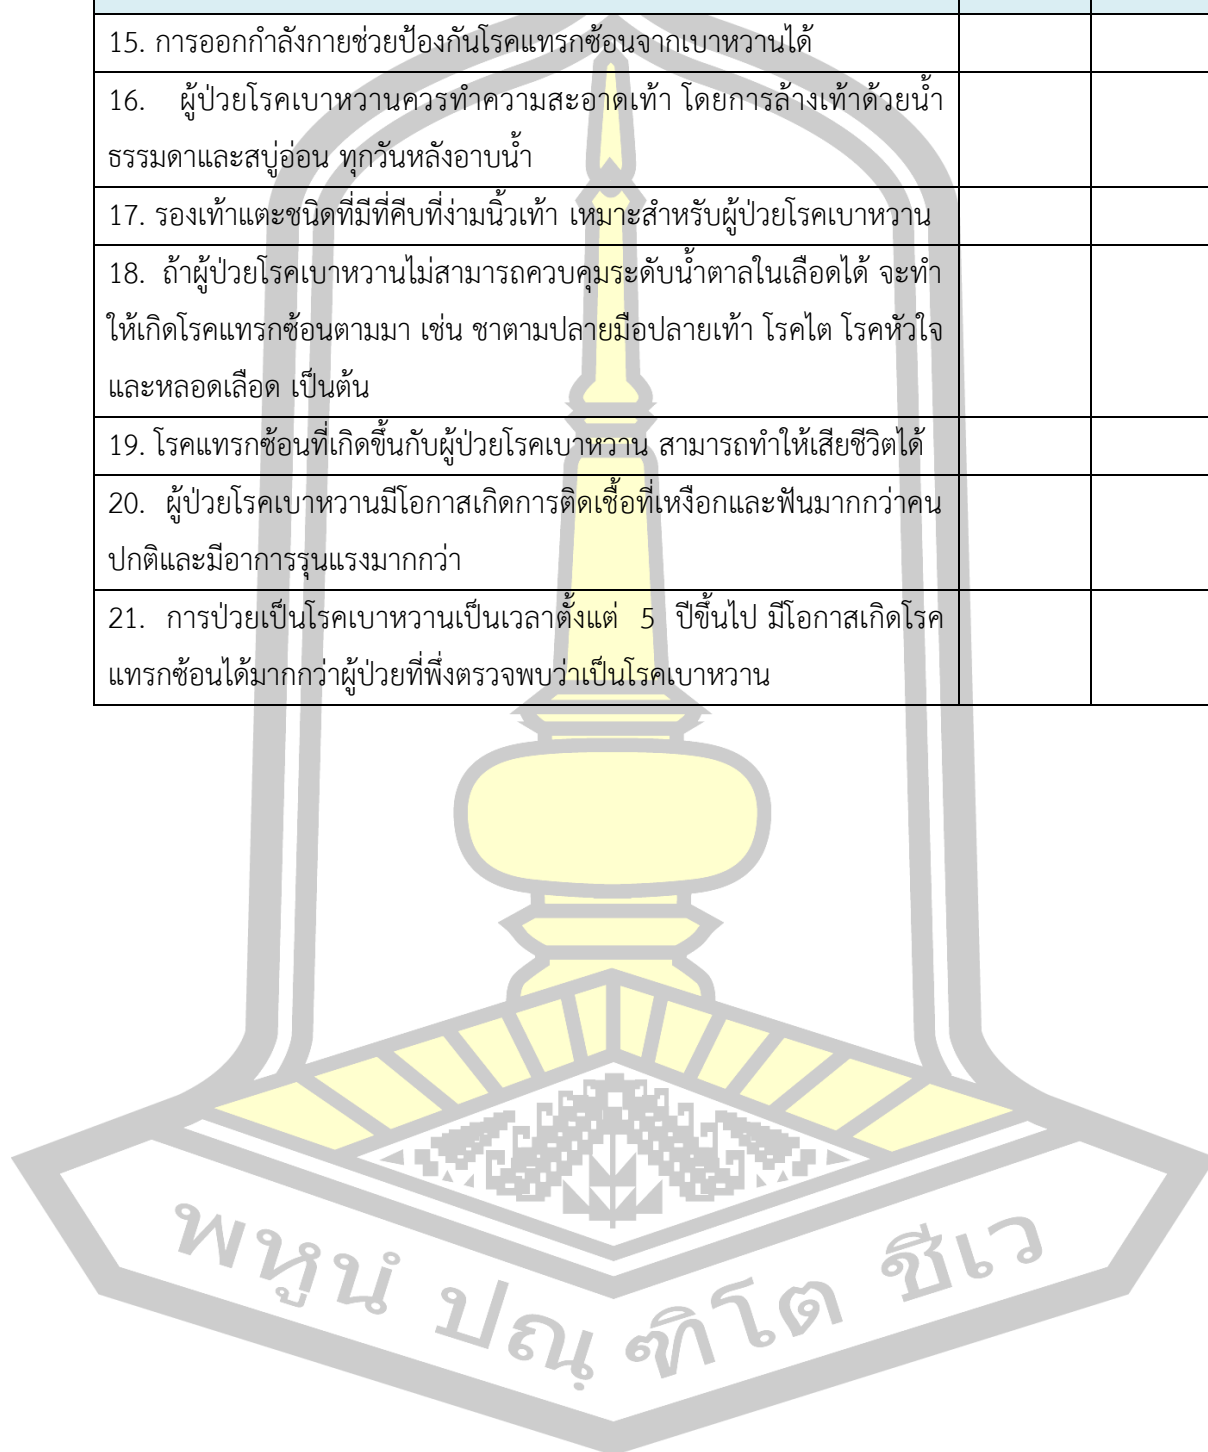 15. การออกกำลังกายช่วยป้องกันโรคแทรกซ้อนจากเบาหวานได้
16. ผู้ป่วยโรคเบาหวานควรทำความสะอาดเท้า โดยการล้างเท้าด้วยน้ำ
ธรรมดาและสบู่อ่อน ทุกวันหลังอาบน้ำ
17. รองเท้าแตะชนิดที่มีที่คีบที่ง่ามนิ้วเท้า เหมาะสำหรับผู้ป่วยโรคเบาหวาน
18. ถ้าผู้ป่วยโรคเบาหวานไม่สามารถควบคุมระดับน้ำตาลในเลือดได้ จะทำ
ให้เกิดโรคแทรกซ้อนตามมา เช่น ชาตามปลายมือปลายเท้า โรคไต โรคหัวใจ
และหลอดเลือด เป็นต้น
19. โรคแทรกซ้อนที่เกิดขึ้นกับผู้ป่วยโรคเบาหวาน สามารถทำให้เสียชีวิตได้
20. ผู้ป่วยโรคเบาหวานมีโอกาสเกิดการติดเชื้อที่เหงือกและฟันมากกว่าคน
ปกติและมีอาการรุนแรงมากกว่า
21. การป่วยเป็นโรคเบาหวานเป็นเวลาตั้งแต่ 5 ปีขึ้นไป มีโอกาสเกิดโรค
แทรกซ้อนได้มากกว่าผู้ป่วยที่พึ่งตรวจพบว่าเป็นโรคเบาหวาน
พหูนํ ปณฺ ฑิโต ชีเว